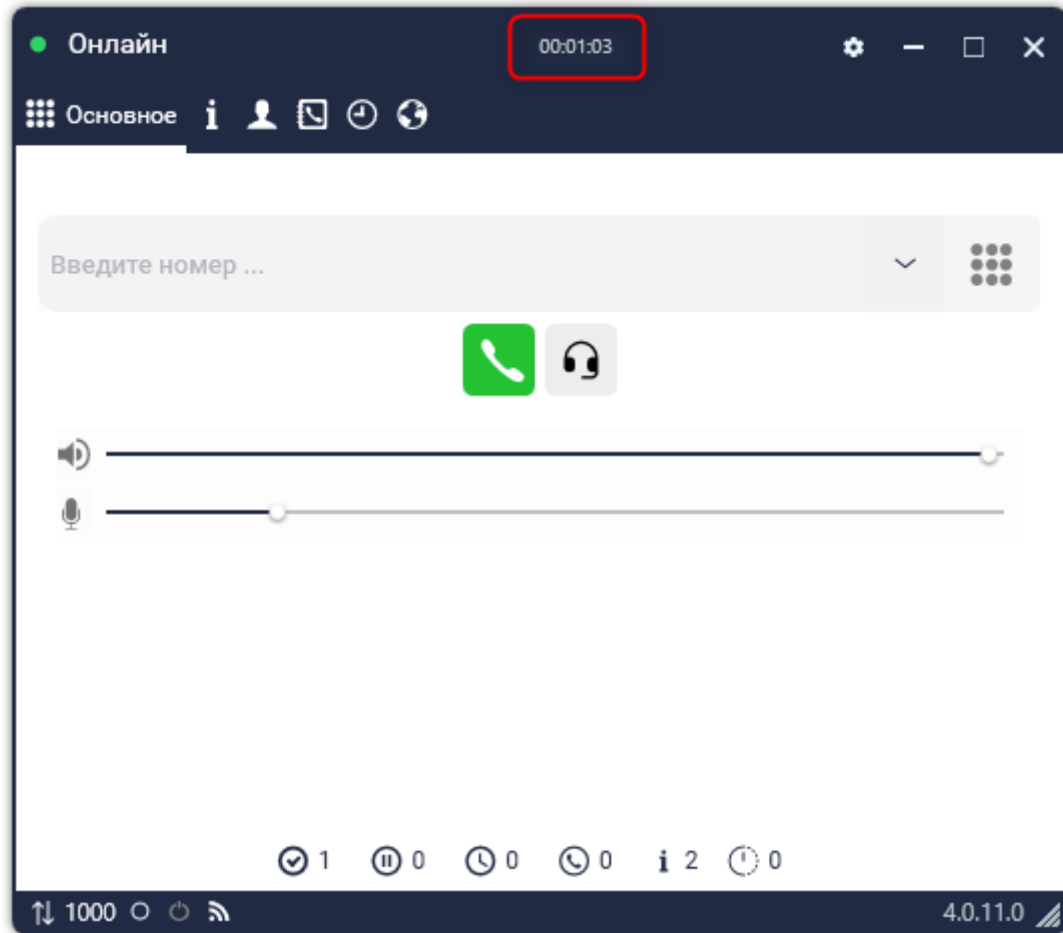 Онлайн 00:01:03
Основное
Введите номер ...
1 0 0 0 2 0
1000 4.0.11.0